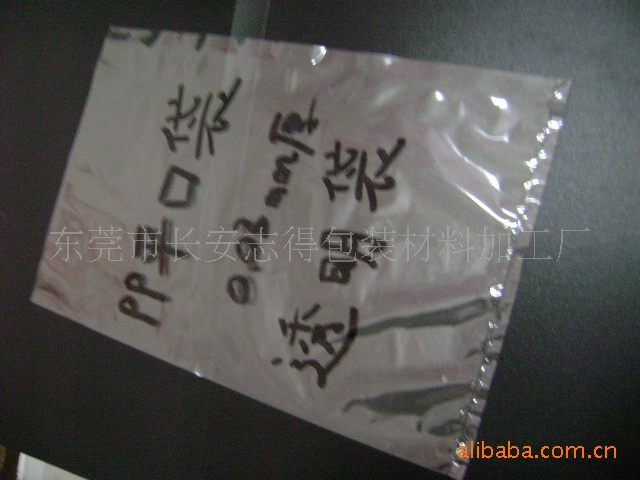 PP平口袋
0.03mm厚
透明袋
东莞市长安志得包装材料加工厂
alibaba.com.cn